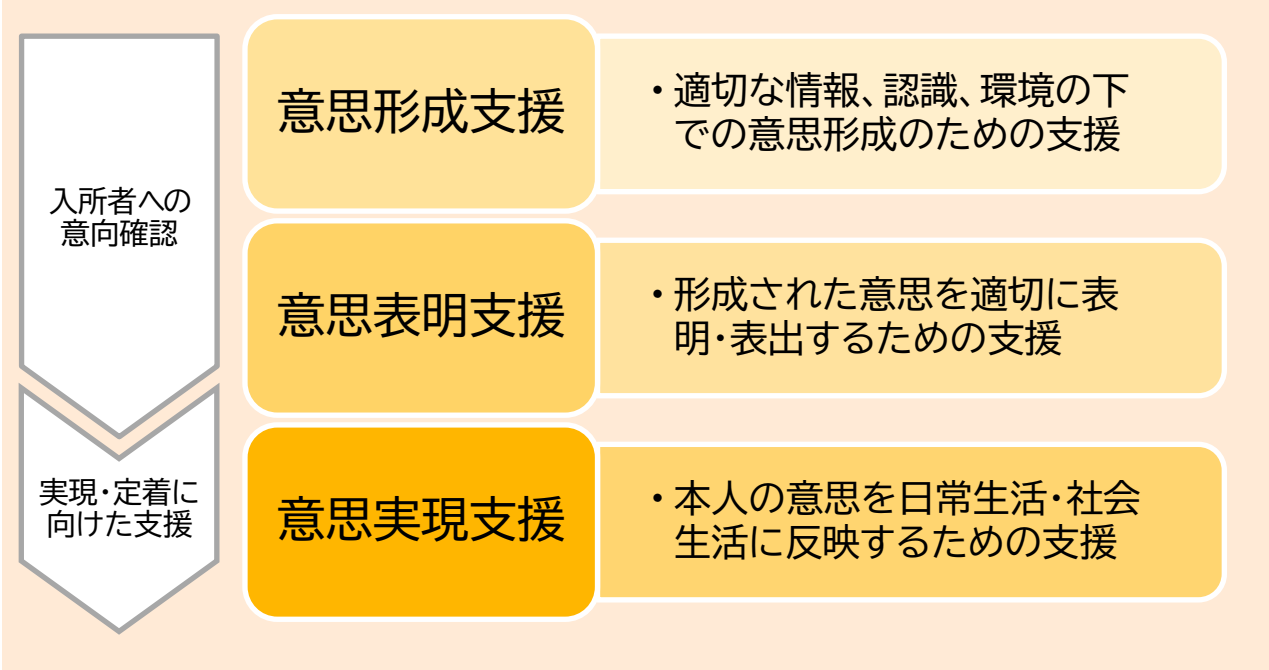 入所者への
意向確認
実現・定着に
向けた支援
意思形成支援
・適切な情報、認識、環境の下
での意思形成のための支援
意思表明支援
・形成された意思を適切に表
明・表出するための支援
意思実現支援
・本人の意思を日常生活・社会
生活に反映するための支援